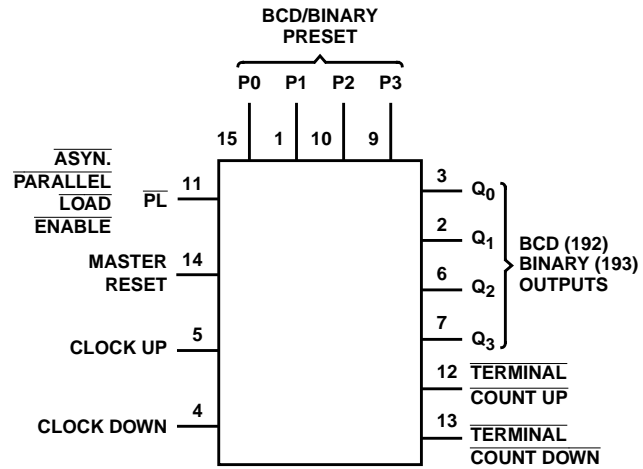 BCD/BINARY
PRESET
P0 P1 P2 P3
15 1 10 9
ASYN.
PARALLEL
LOAD
ENABLE
PL
11
MASTER
RESET
14
CLOCK UP
5
CLOCK DOWN
4
3 Q0
2 Q1
6 Q2
7 Q3
BCD (192)
BINARY (193)
OUTPUTS
12 TERMINAL
COUNT UP
13 TERMINAL
COUNT DOWN